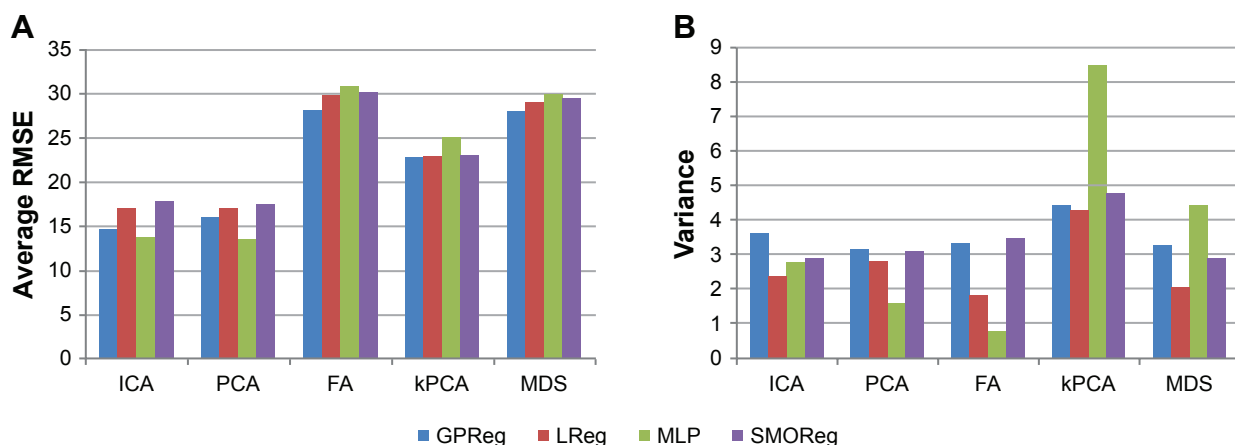 A
Average RMSE
35
30
25
20
15
10
5
0
ICA PCA FA kPCA MDS
B
Variance
9
8
7
6
5
4
3
2
1
0
ICA PCA FA kPCA MDS
GPReg LReg MLP SMOReg